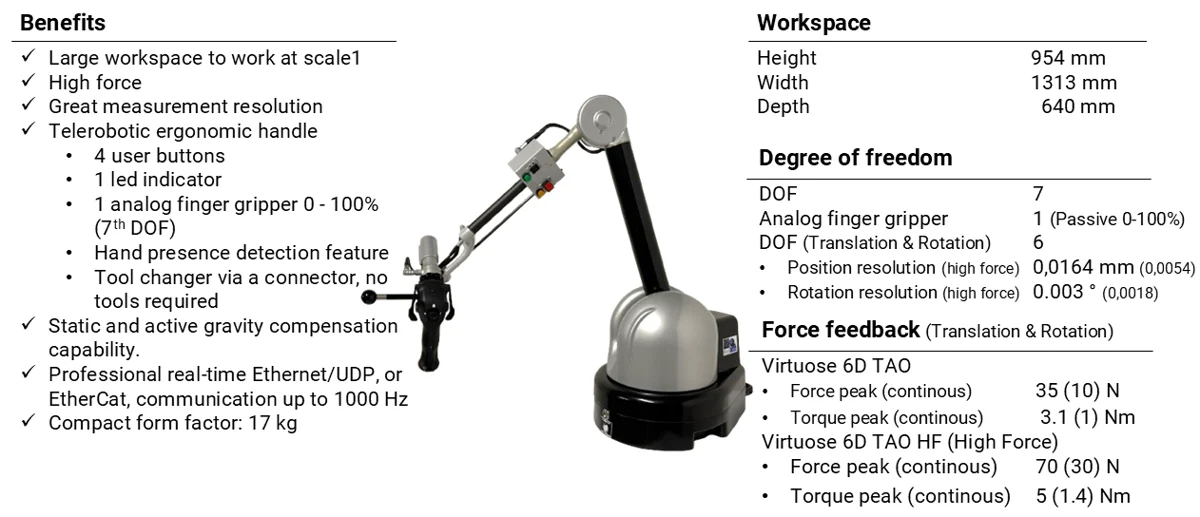 Benefits
✓ Large workspace to work at scale1
✓ High force
✓ Great measurement resolution
✓ Telerobotic ergonomic handle
• 4 user buttons
• 1 led indicator
• 1 analog finger gripper 0 - 100%
(7th DOF)
• Hand presence detection feature
• Tool changer via a connector, no
tools required
✓ Static and active gravity compensation
capability.
✓ Professional real-time Ethernet/UDP, or
EtherCat, communication up to 1000 Hz
✓ Compact form factor: 17 kg
Workspace
Height 954 mm
Width 1313 mm
Depth 640 mm
Degree of freedom
DOF 7
Analog finger gripper 1 (Passive 0-100%)
DOF (Translation & Rotation) 6
• Position resolution (high force) 0,0164 mm (0,0054)
• Rotation resolution (high force) 0.003 ° (0,0018)
Force feedback (Translation & Rotation)
Virtuose 6D TAO
• Force peak (continous) 35 (10) N
• Torque peak (continous) 3.1 (1) Nm
Virtuose 6D TAO HF (High Force)
• Force peak (continous) 70 (30) N
• Torque peak (continous) 5 (1.4) Nm